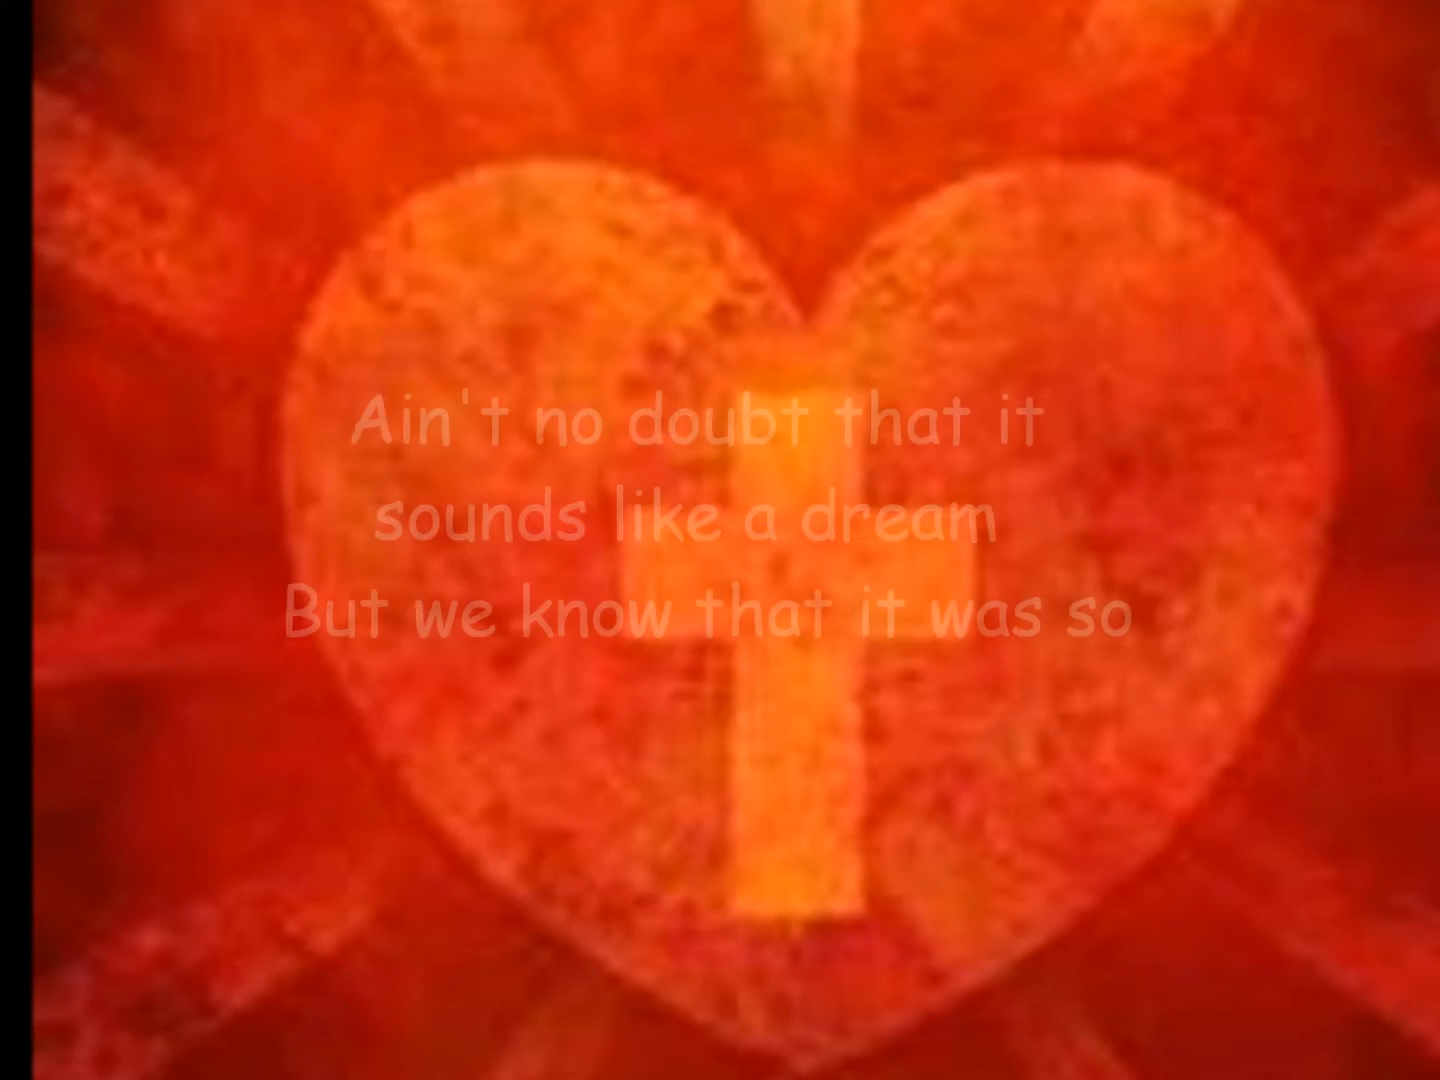 Ain't no doubt that it
sounds like a dream
But we know that it was so